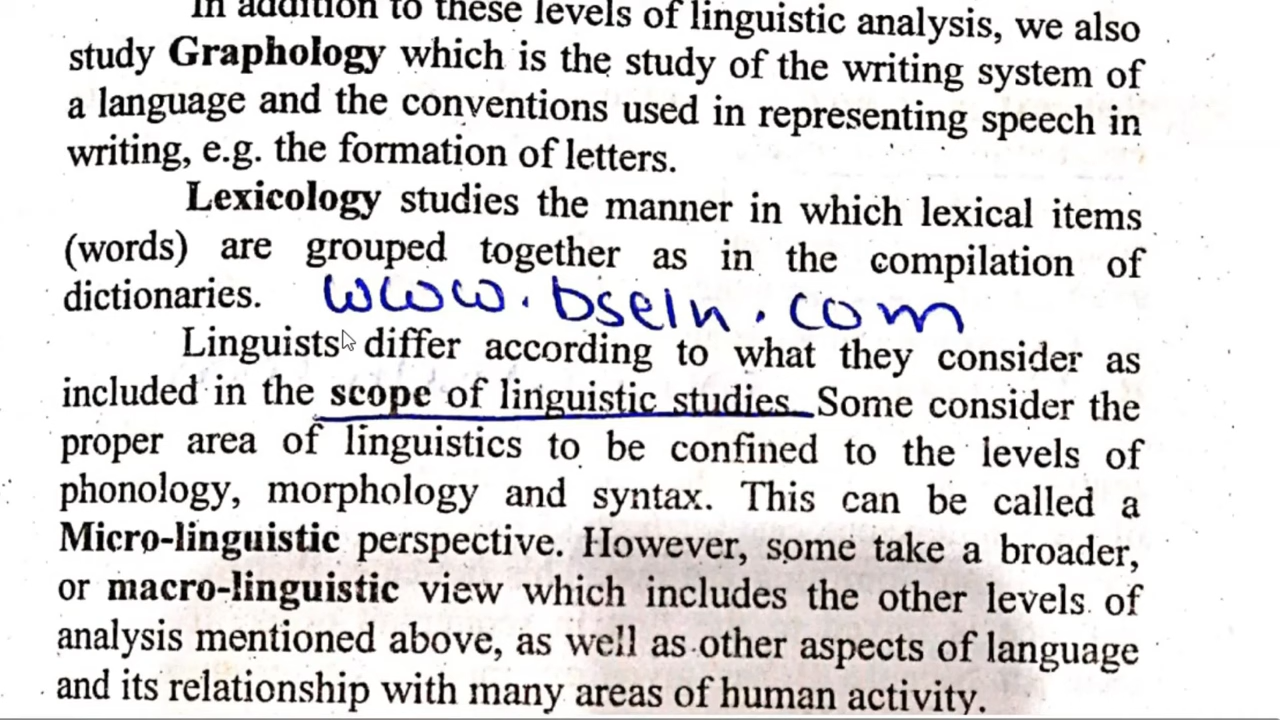 In addition to these levels of linguistic analysis, we also
study Graphology which is the study of the writing system of
a language and the conventions used in representing speech in
writing, e.g. the formation of letters.
Lexicology studies the manner in which lexical items
(words) are grouped together as in the compilation of
dictionaries. www.bseln.com
Linguists differ according to what they consider as
included in the scope of linguistic studies. Some consider the
proper area of linguistics to be confined to the levels of
phonology, morphology and syntax. This can be called a
Micro-linguistic perspective. However, some take a broader,
or macro-linguistic view which includes the other levels of
analysis mentioned above, as well as other aspects of language
and its relationship with many areas of human activity.